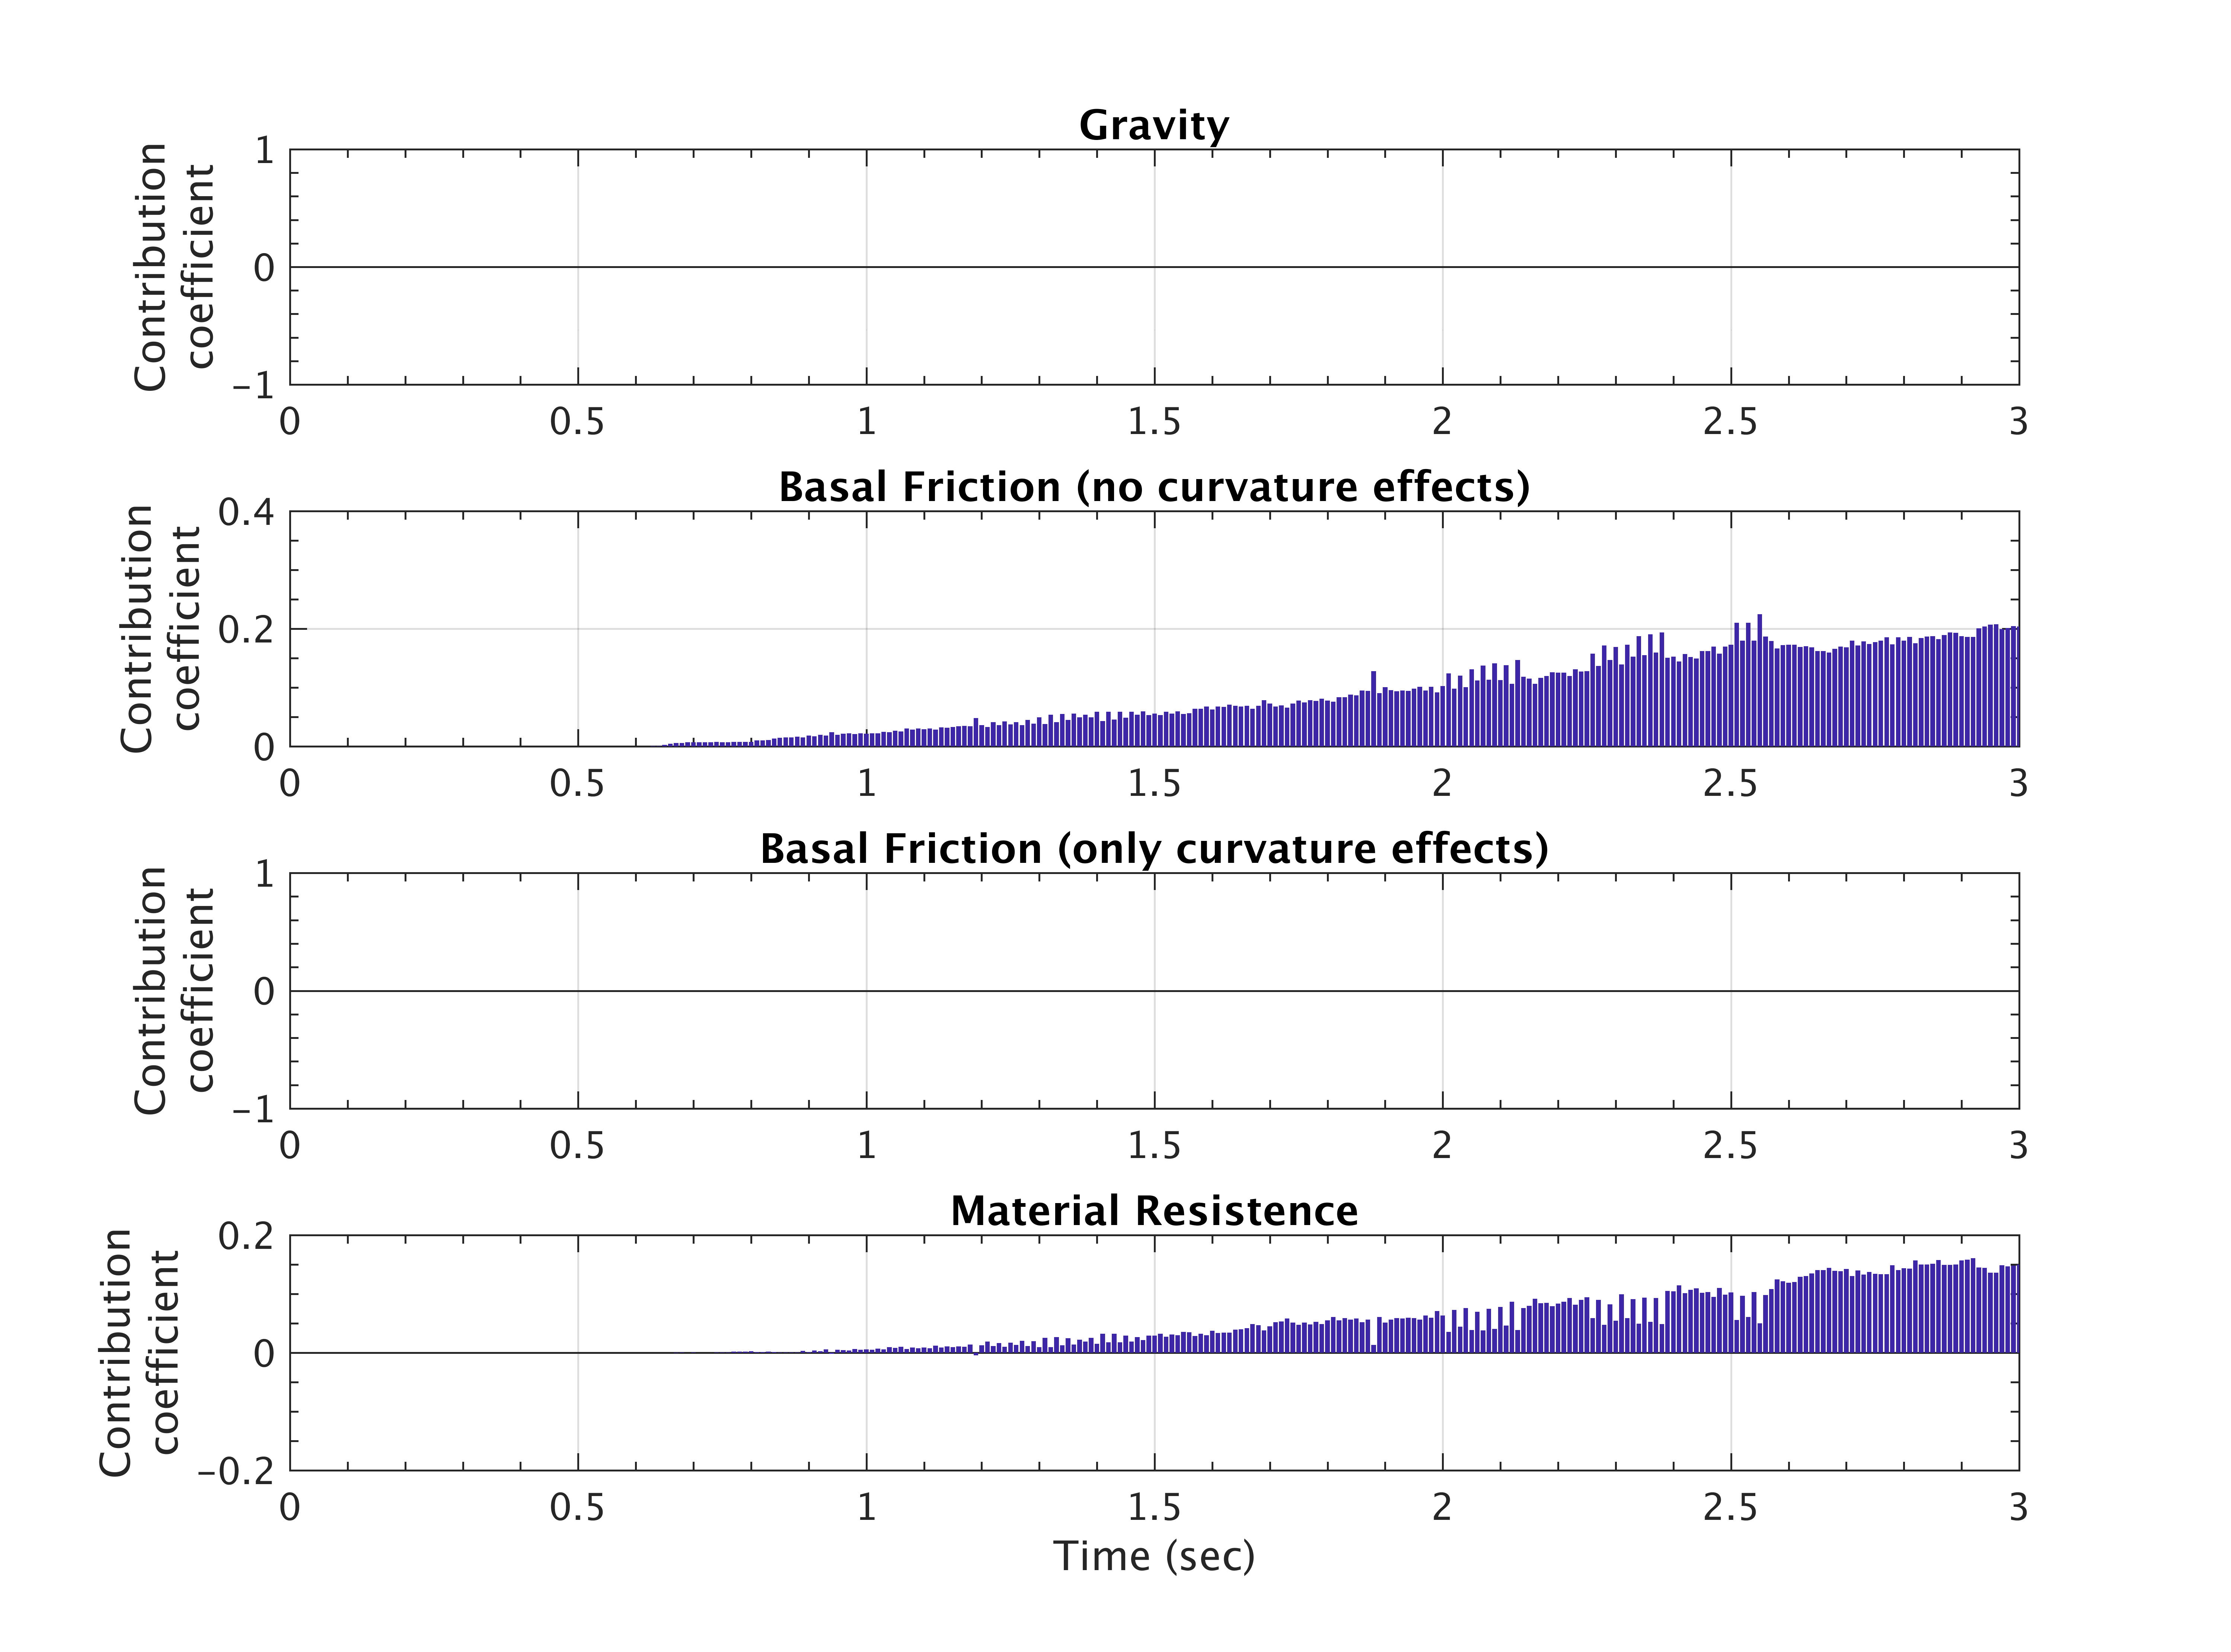 Gravity
Contribution
coefficient
1
0
−1
0 0.5 1 1.5 2 2.5 3
Basal Friction (no curvature effects)
Contribution
coefficient
0.4
0.2
0
0 0.5 1 1.5 2 2.5 3
Basal Friction (only curvature effects)
Contribution
coefficient
1
0
−1
0 0.5 1 1.5 2 2.5 3
Material Resistence
Contribution
coefficient
0.2
0
−0.2
0 0.5 1 1.5 2 2.5 3
Time (sec)